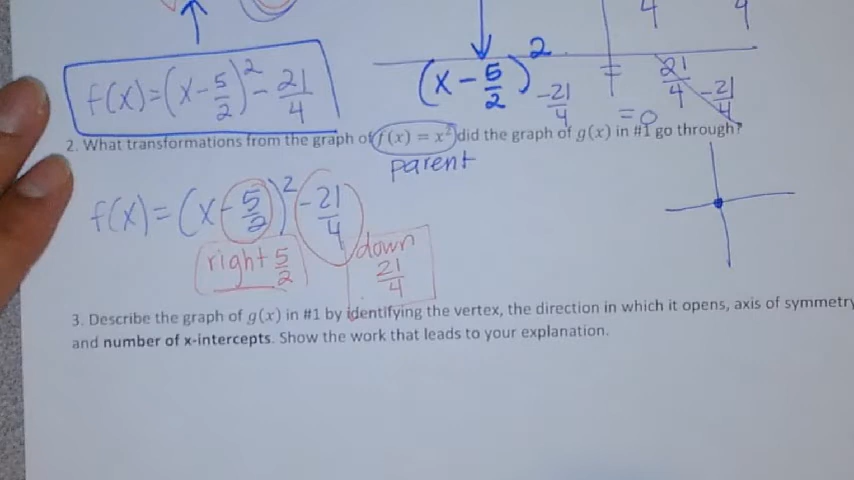 4 4
f(x)=(x-5/2)^2-21/4
(x-5/2)^2 -21/4 = 21/4 -21/4
=0
2. What transformations from the graph of f(x) = x² did the graph of g(x) in #1 go through?
parent
f(x)=(x-5/2)^2-21/4
right 5/2
down 21/4
3. Describe the graph of g(x) in #1 by identifying the vertex, the direction in which it opens, axis of symmetry
and number of x-intercepts. Show the work that leads to your explanation.